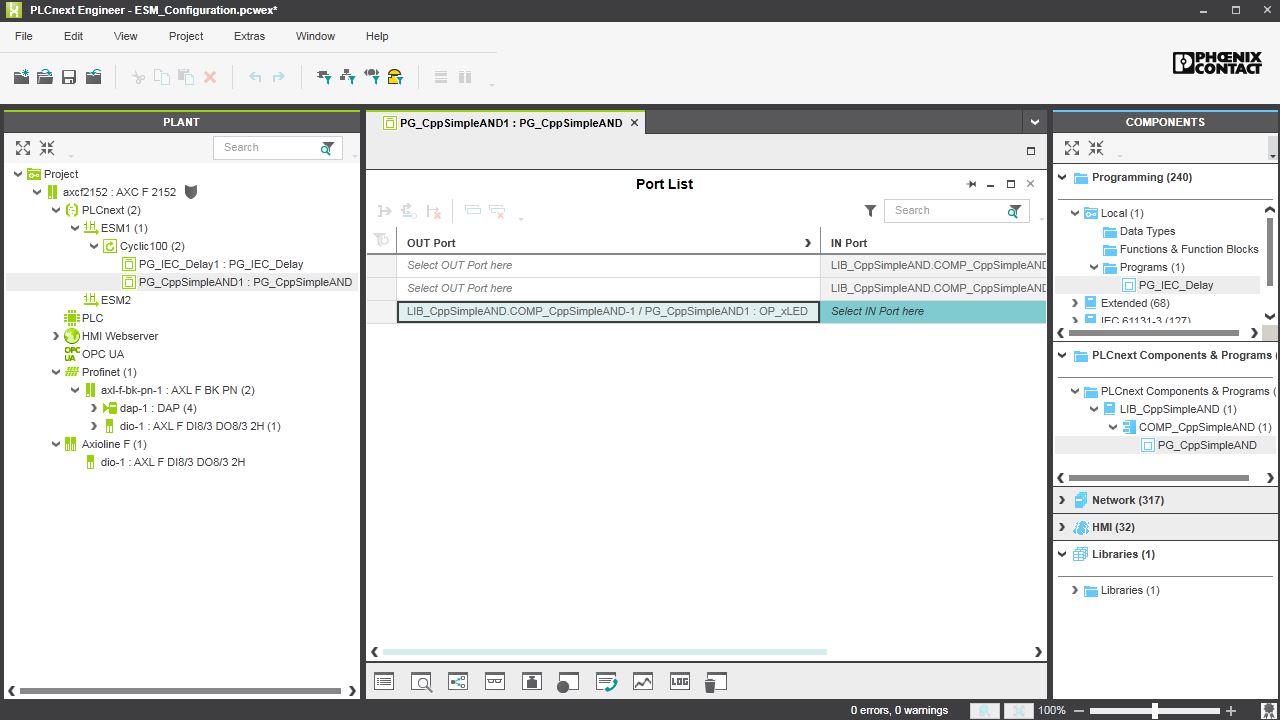 PLCnext Engineer - ESM_Configuration.pcwex*
File Edit View Project Extras Window Help
PHOENIX
CONTACT
PLANT
Search
Project
axcf2152 : AXC F 2152
PLCnext (2)
ESM1 (1)
Cyclic100 (2)
PG_IEC_Delay1 : PG_IEC_Delay
PG_CppSimpleAND1 : PG_CppSimpleAND
ESM2
PLC
HMI Webserver
OPC UA
OPC UA
Profinet (1)
axl-f-bk-pn-1 : AXL F BK PN (2)
dap-1 : DAP (4)
dio-1 : AXL F DI8/3 DO8/3 2H (1)
Axioline F (1)
dio-1 : AXL F DI8/3 DO8/3 2H
PG_CppSimpleAND1 : PG_CppSimpleAND
Port List
Search
OUT Port IN Port
Select OUT Port here LIB_CppSimpleAND.COMP_CppSimpleAND
Select OUT Port here LIB_CppSimpleAND.COMP_CppSimpleAND
LIB_CppSimpleAND.COMP_CppSimpleAND-1 / PG_CppSimpleAND1 : OP_xLED Select IN Port here
LOG
COMPONENTS
Programming (240)
Local (1)
Data Types
Functions & Function Blocks
Programs (1)
PG_IEC_Delay
Extended (68)
IEC 61131-3 (127)
PLCnext Components & Programs (
PLCnext Components & Programs (
LIB_CppSimpleAND (1)
COMP_CppSimpleAND (1)
PG_CppSimpleAND
Network (317)
HMI (32)
Libraries (1)
Libraries (1)
0 errors, 0 warnings 100%